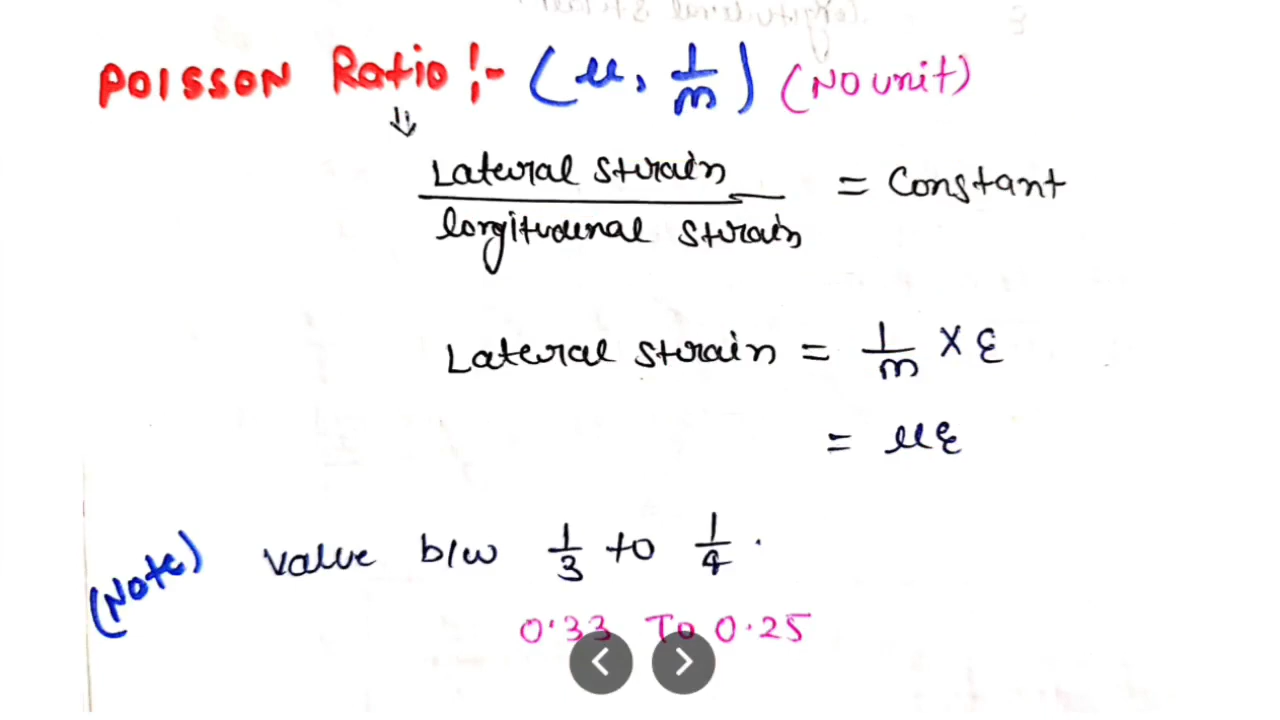 POISSON Ratio :- (μ, 1/m) (NO unit)
⇓
Lateral strain / longitudenal strain = Constant
Lateral strain = 1/m × ε
= με
(Note) Value b/w 1/3 to 1/4 .
0.33 To 0.25